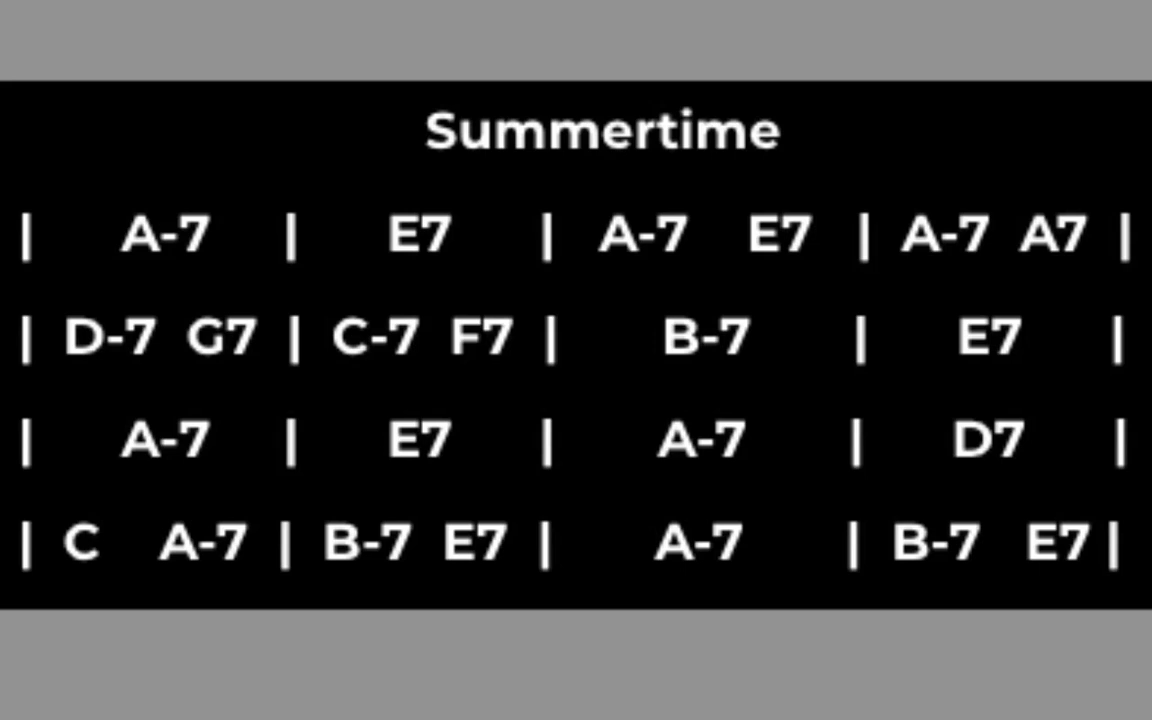 Summertime
| A-7 | E7 | A-7 E7 | A-7 A7 |
| D-7 G7 | C-7 F7 | B-7 | E7 |
| A-7 | E7 | A-7 | D7 |
| C A-7 | B-7 E7 | A-7 | B-7 E7 |